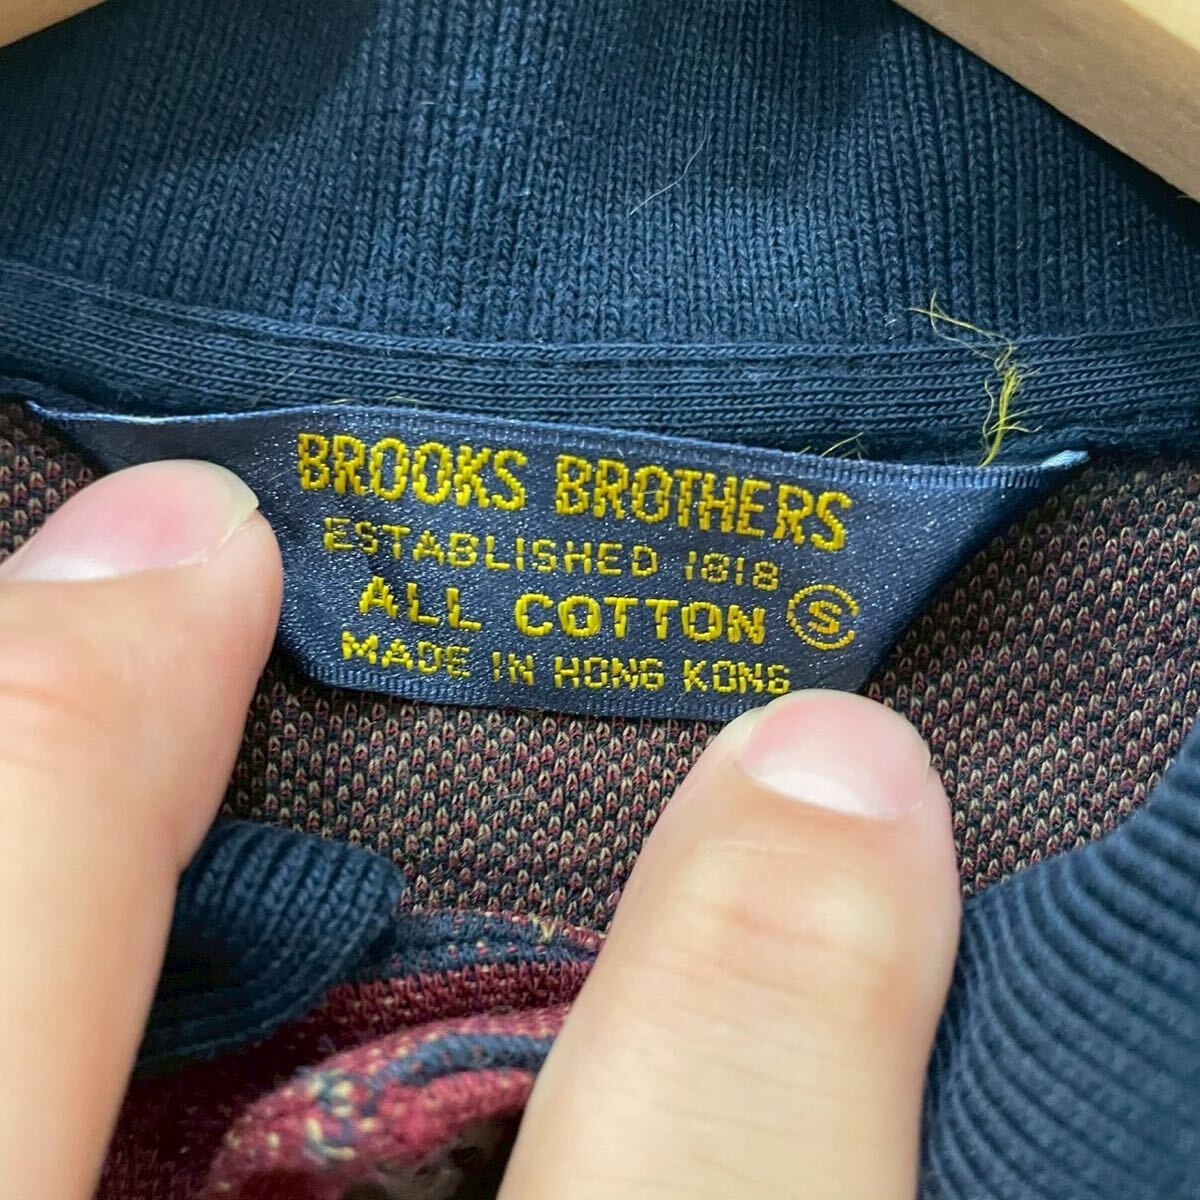 BROOKS BROTHERS
ESTABLISHED 1818
ALL COTTON S
MADE IN HONG KONG